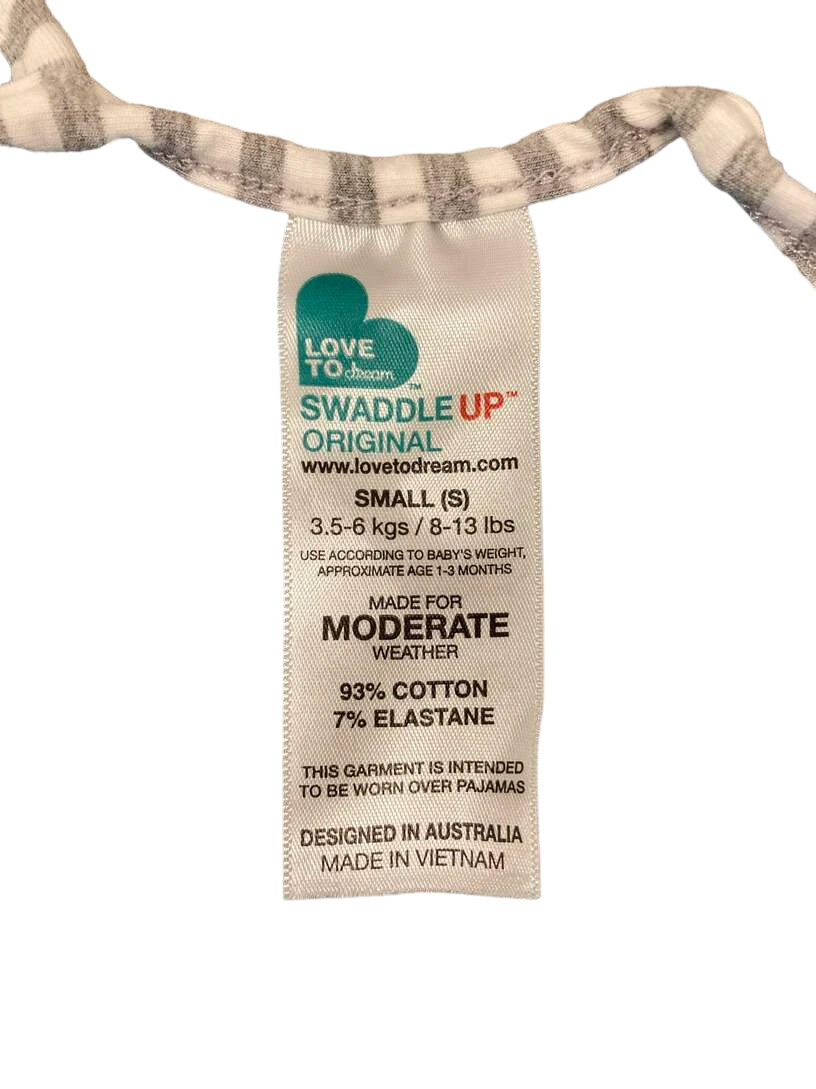 LOVE
TO dream™
SWADDLE UP™
ORIGINAL
www.lovetodream.com
SMALL (S)
3.5-6 kgs / 8-13 lbs
USE ACCORDING TO BABY'S WEIGHT,
APPROXIMATE AGE 1-3 MONTHS
MADE FOR
MODERATE
WEATHER
93% COTTON
7% ELASTANE
THIS GARMENT IS INTENDED
TO BE WORN OVER PAJAMAS
DESIGNED IN AUSTRALIA
MADE IN VIETNAM